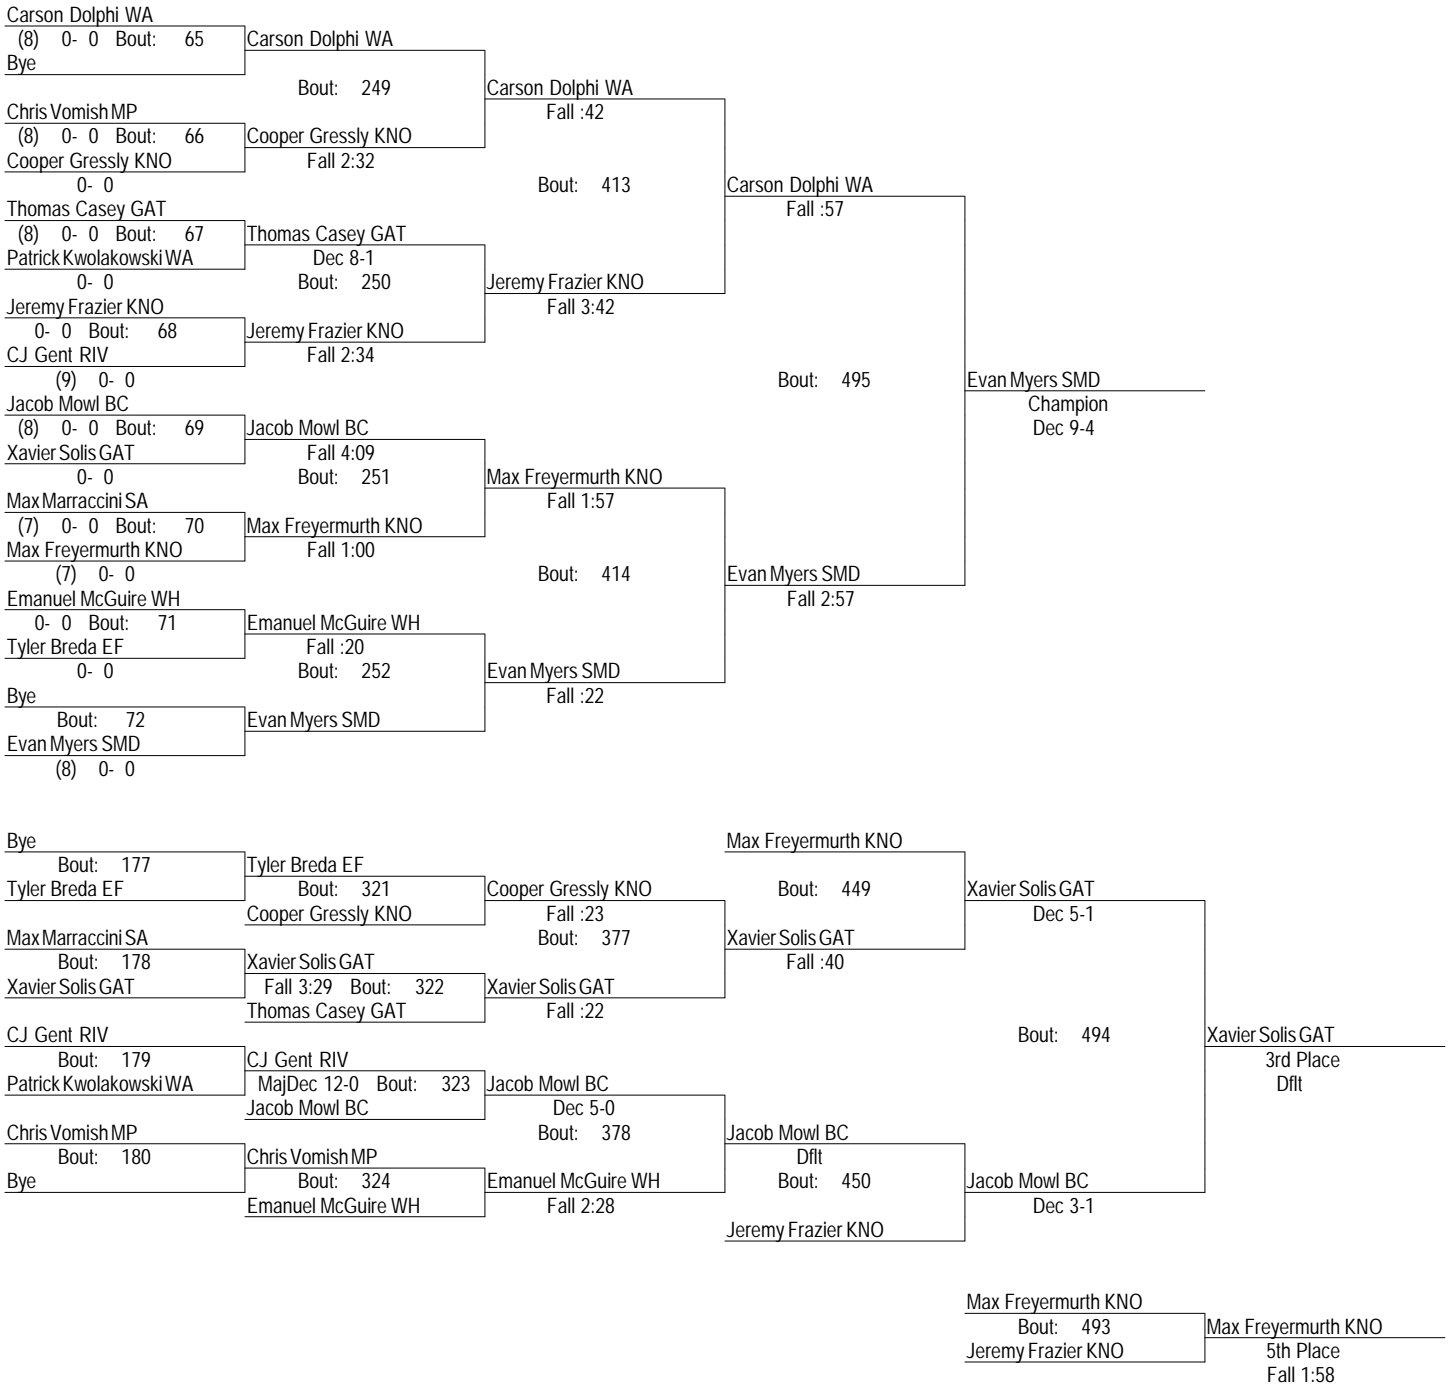 Carson Dolphi WA
(8) 0- 0 Bout: 65 Carson Dolphi WA
Bye
Bout: 249 Carson Dolphi WA
Chris Vomish MP Fall :42
(8) 0- 0 Bout: 66 Cooper Gressly KNO
Cooper Gressly KNO Fall 2:32
0- 0 Bout: 413 Carson Dolphi WA
Thomas Casey GAT Fall :57
(8) 0- 0 Bout: 67 Thomas Casey GAT
Patrick Kwolakowski WA Dec 8-1
0- 0 Bout: 250 Jeremy Frazier KNO
Jeremy Frazier KNO Fall 3:42
0- 0 Bout: 68 Jeremy Frazier KNO
CJ Gent RIV Fall 2:34
(9) 0- 0 Bout: 495 Evan Myers SMD
Jacob Mowl BC Champion
(8) 0- 0 Bout: 69 Jacob Mowl BC Dec 9-4
Xavier Solis GAT Fall 4:09
0- 0 Bout: 251 Max Freyermurth KNO
Max Marraccini SA Fall 1:57
(7) 0- 0 Bout: 70 Max Freyermurth KNO
Max Freyermurth KNO Fall 1:00
(7) 0- 0 Bout: 414 Evan Myers SMD
Emanuel McGuire WH Fall 2:57
0- 0 Bout: 71 Emanuel McGuire WH
Tyler Breda EF Fall :20
0- 0 Bout: 252 Evan Myers SMD
Bye Fall :22
Bout: 72 Evan Myers SMD
Evan Myers SMD
(8) 0- 0
Bye Max Freyermurth KNO
Bout: 177 Tyler Breda EF
Tyler Breda EF Bout: 321 Cooper Gressly KNO Bout: 449 Xavier Solis GAT
Cooper Gressly KNO Fall :23 Dec 5-1
Max Marraccini SA Bout: 377 Xavier Solis GAT
Bout: 178 Xavier Solis GAT Fall :40
Xavier Solis GAT Fall 3:29 Bout: 322 Xavier Solis GAT
Thomas Casey GAT Fall :22
CJ Gent RIV Bout: 494 Xavier Solis GAT
Bout: 179 CJ Gent RIV 3rd Place
Patrick Kwolakowski WA MajDec 12-0 Bout: 323 Jacob Mowl BC Dflt
Jacob Mowl BC Dec 5-0
Chris Vomish MP Bout: 378 Jacob Mowl BC
Bout: 180 Chris Vomish MP Dflt
Bye Bout: 324 Emanuel McGuire WH Bout: 450 Jacob Mowl BC
Emanuel McGuire WH Fall 2:28 Dec 3-1
Jeremy Frazier KNO
Max Freyermurth KNO
Bout: 493 Max Freyermurth KNO
Jeremy Frazier KNO 5th Place
Fall 1:58